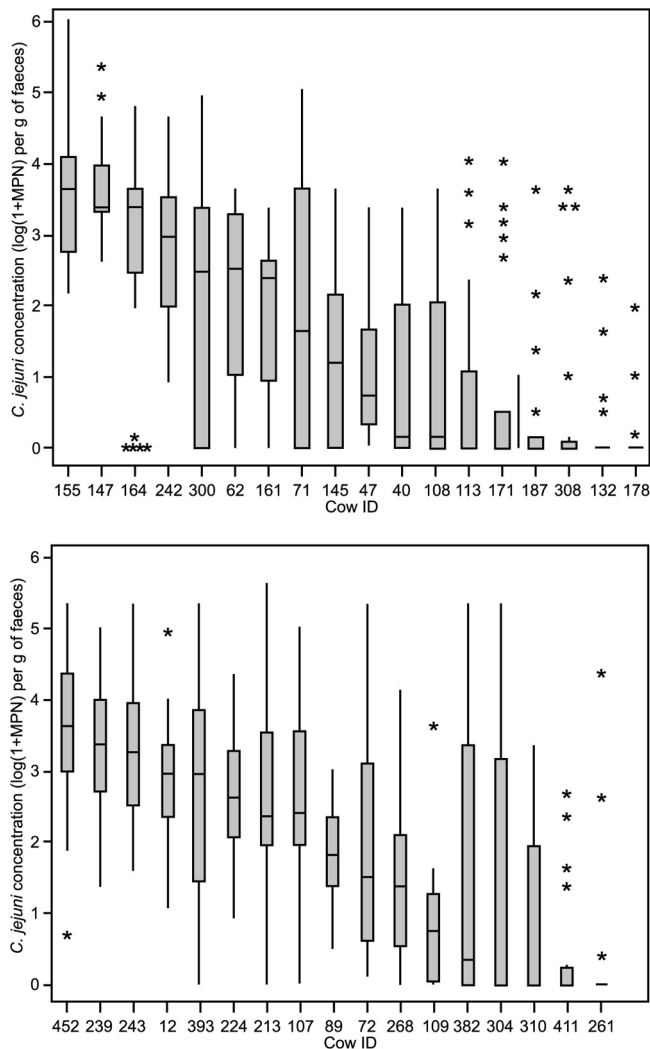 C. jejuni concentration (log(1+MPN) per g of faeces)
6
5
4
3
2
1
0
155 147 164 242 300 62 161 71 145 47 40 108 113 171 187 308 132 178
Cow ID
C. jejuni concentration (log(1+MPN) per g of faeces)
6
5
4
3
2
1
0
452 239 243 12 393 224 213 107 89 72 268 109 382 304 310 411 261
Cow ID